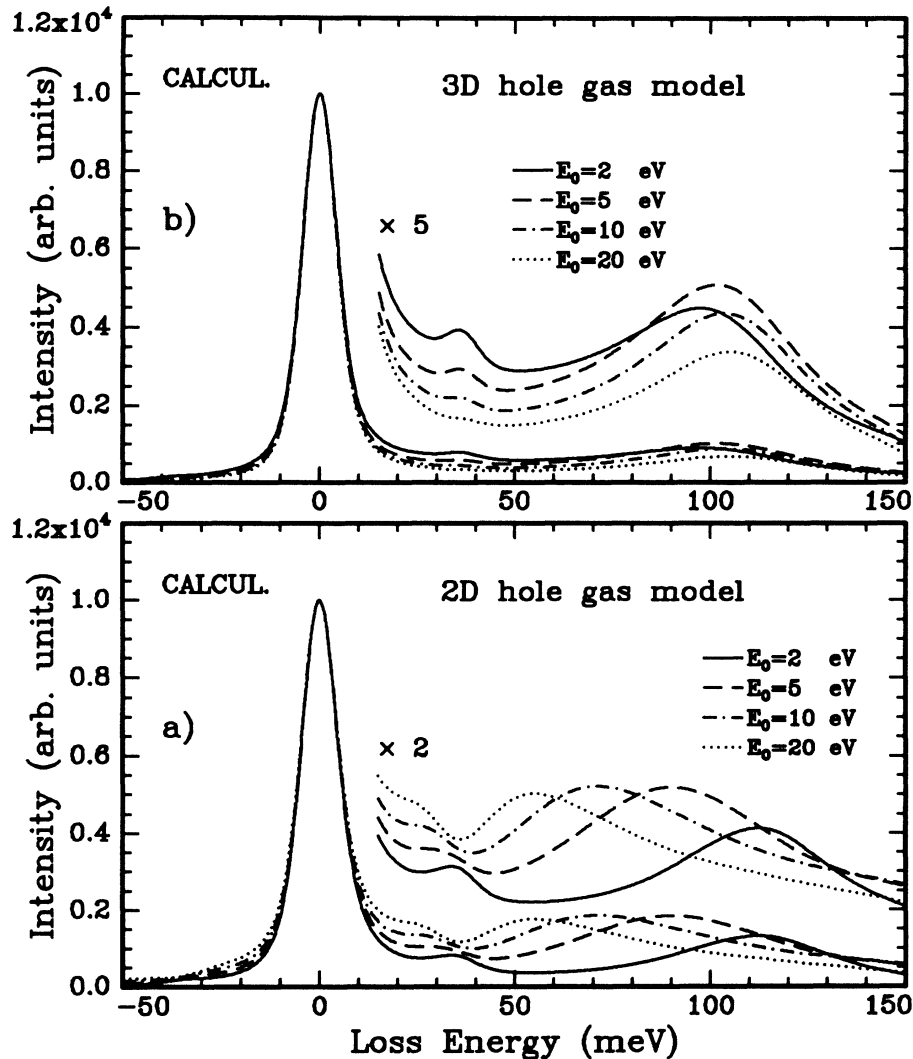 1.2x10⁴
CALCUL.
3D hole gas model
1.0
0.8
0.6
0.4
0.2
0.0
b)
× 5
E₀=2 eV
E₀=5 eV
E₀=10 eV
E₀=20 eV
Intensity (arb. units)
-50
0
50
100
150
1.2x10⁴
CALCUL.
2D hole gas model
1.0
0.8
0.6
0.4
0.2
0.0
a)
× 2
E₀=2 eV
E₀=5 eV
E₀=10 eV
E₀=20 eV
Intensity (arb. units)
-50
0
50
100
150
Loss Energy (meV)